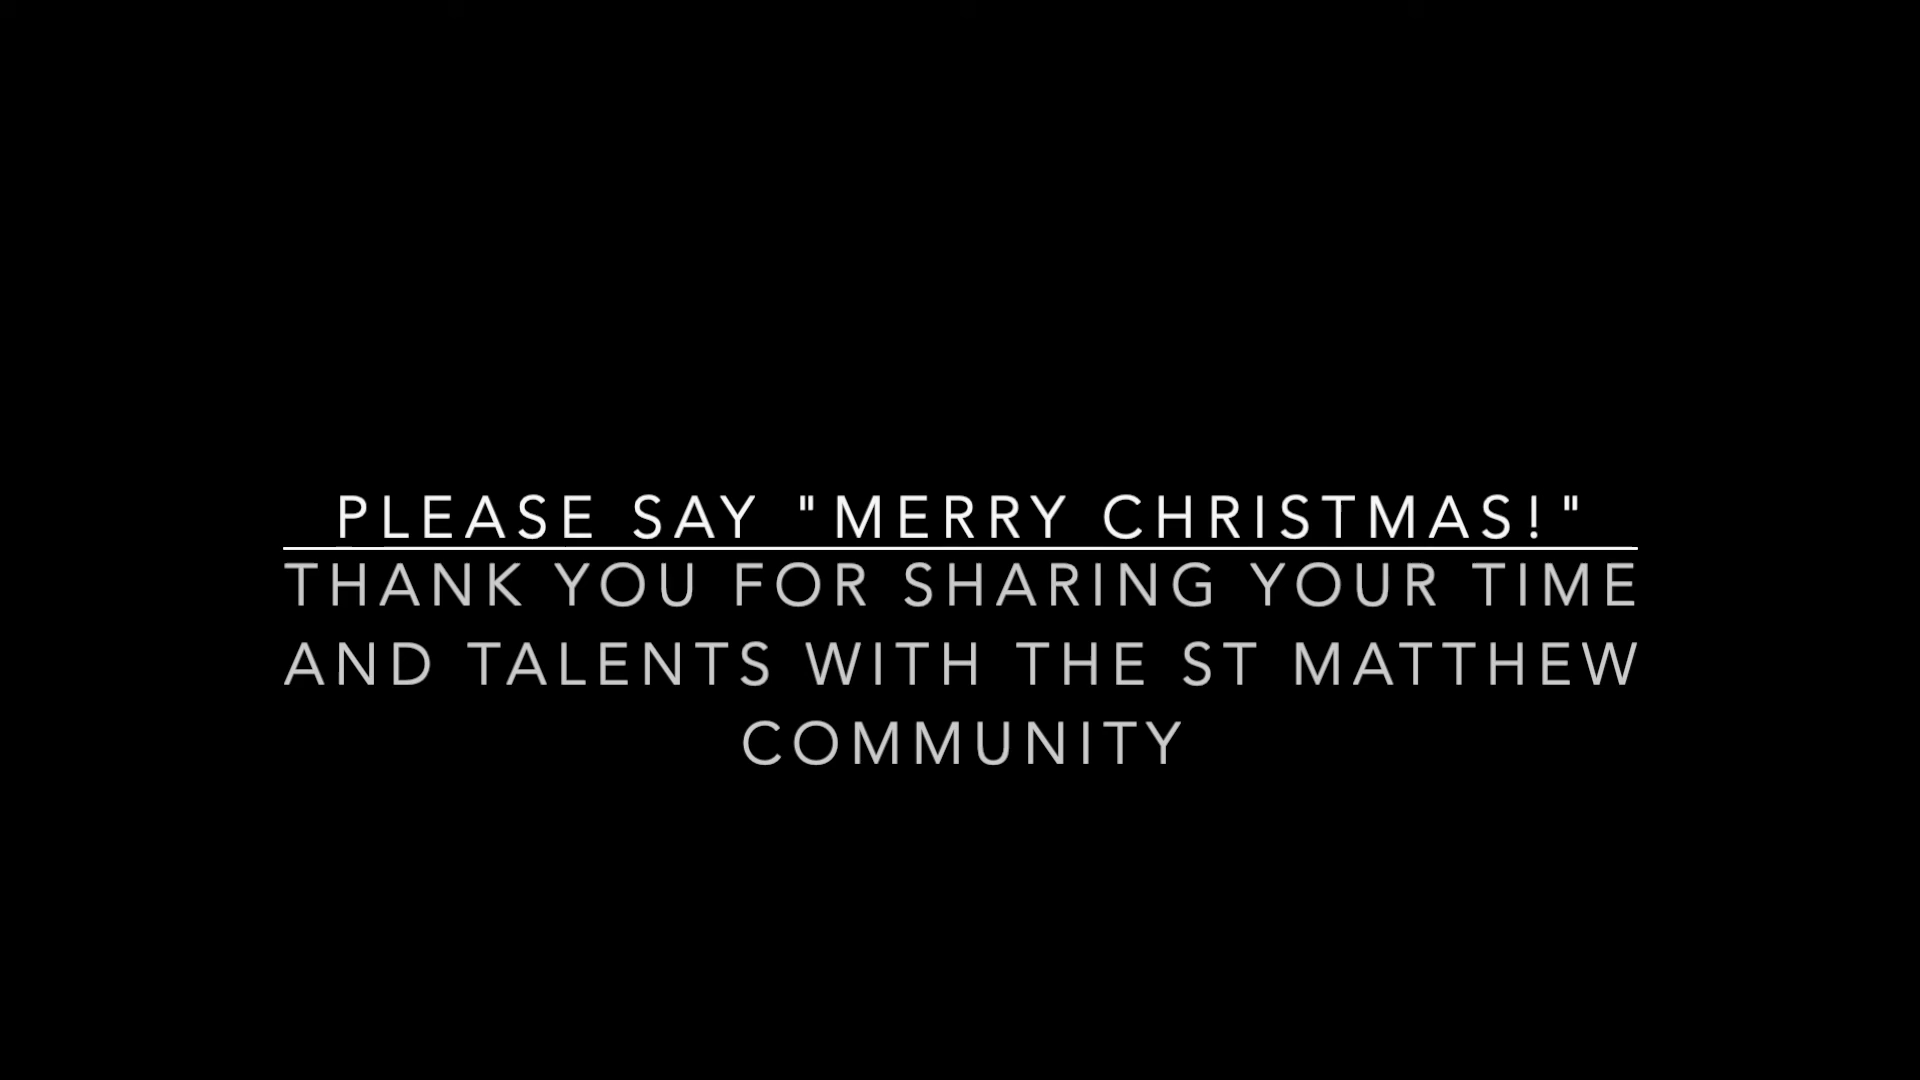 PLEASE SAY "MERRY CHRISTMAS!"
THANK YOU FOR SHARING YOUR TIME
AND TALENTS WITH THE ST MATTHEW
COMMUNITY